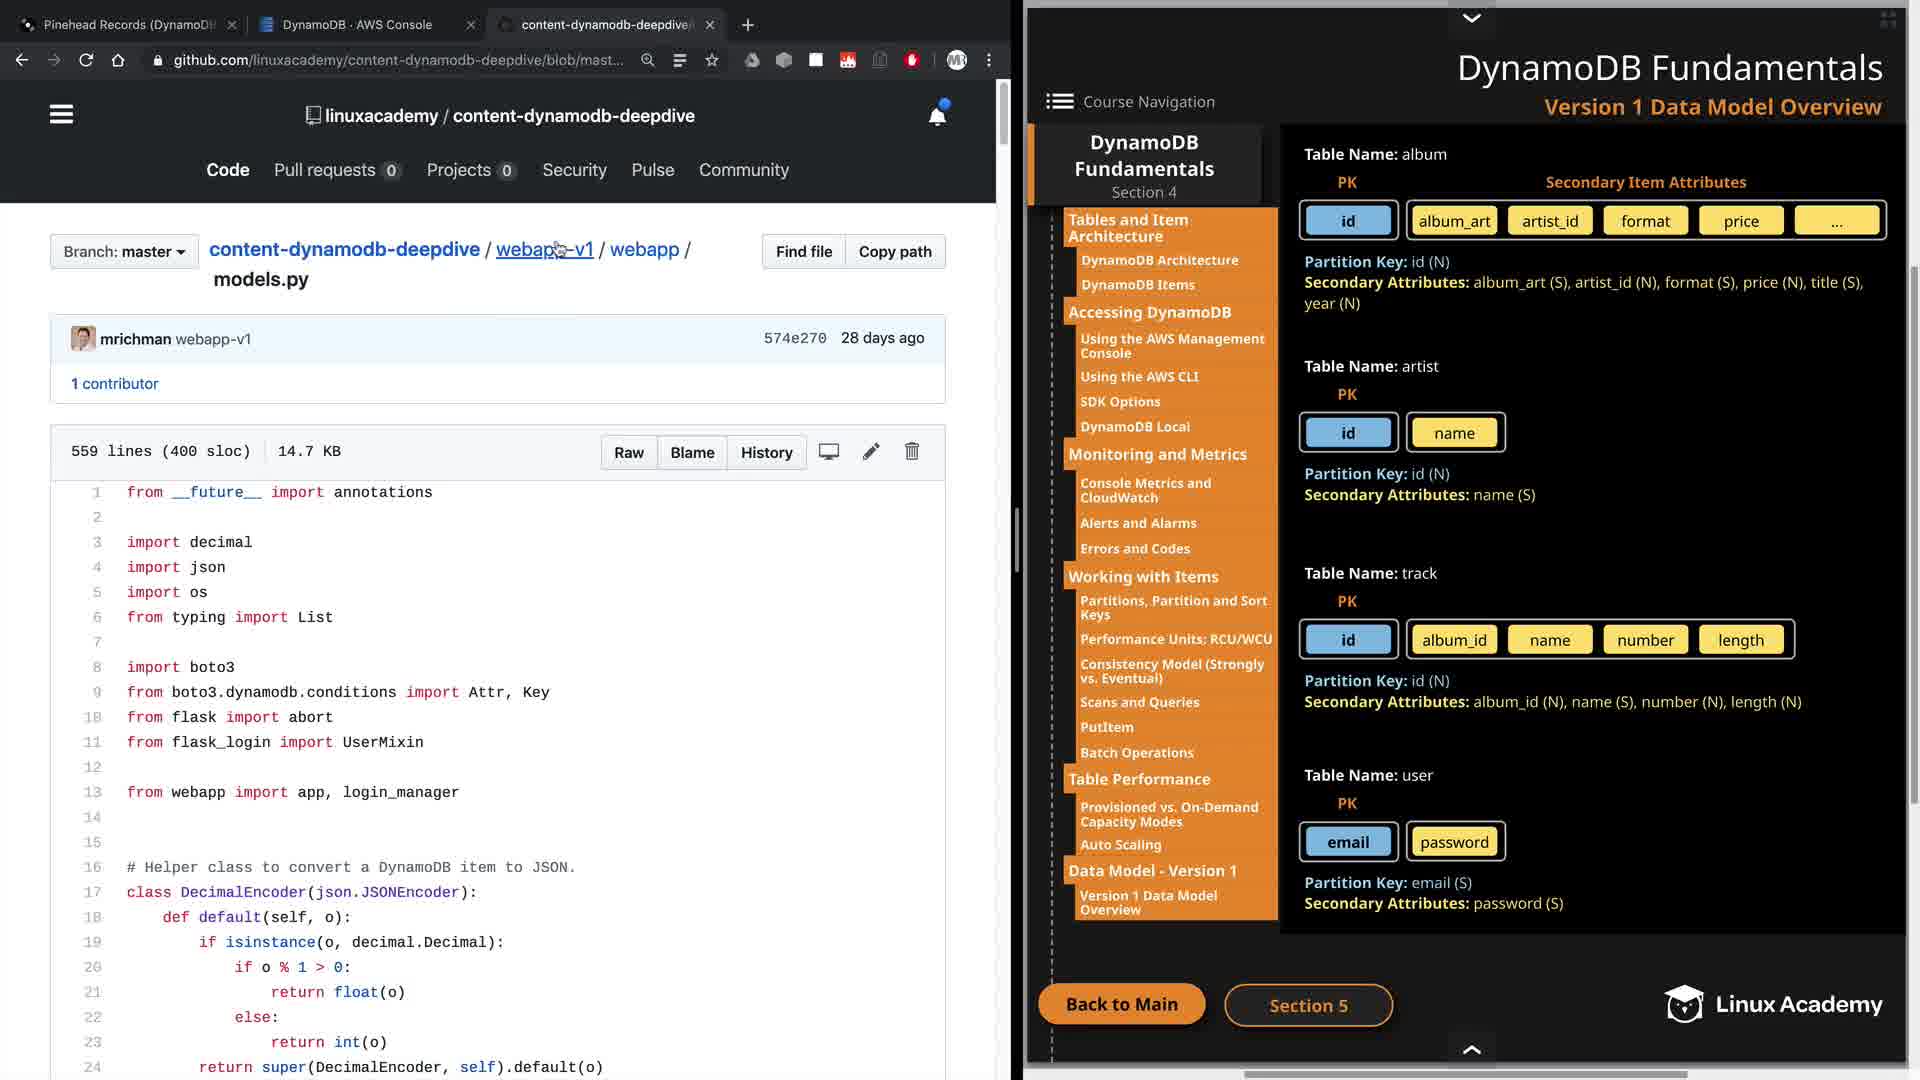 Pinehead Records (DynamoD
DynamoDB · AWS Console
content-dynamodb-deepdive/
github.com/linuxacademy/content-dynamodb-deepdive/blob/mast...
MR
linuxacademy / content-dynamodb-deepdive
Code
Pull requests 0
Projects 0
Security
Pulse
Community
Branch: master
content-dynamodb-deepdive / webapp-v1 / webapp /
models.py
Find file
Copy path
mrichman webapp-v1
574e270 28 days ago
1 contributor
559 lines (400 sloc)
14.7 KB
Raw
Blame
History
1 from __future__ import annotations
2
3 import decimal
4 import json
5 import os
6 from typing import List
7
8 import boto3
9 from boto3.dynamodb.conditions import Attr, Key
10 from flask import abort
11 from flask_login import UserMixin
12
13 from webapp import app, login_manager
14
15
16 # Helper class to convert a DynamoDB item to JSON.
17 class DecimalEncoder(json.JSONEncoder):
18 def default(self, o):
19 if isinstance(o, decimal.Decimal):
20 if o % 1 > 0:
21 return float(o)
22 else:
23 return int(o)
24 return super(DecimalEncoder, self).default(o)
DynamoDB Fundamentals
Version 1 Data Model Overview
Course Navigation
DynamoDB
Fundamentals
Section 4
Tables and Item
Architecture
DynamoDB Architecture
DynamoDB Items
Accessing DynamoDB
Using the AWS Management
Console
Using the AWS CLI
SDK Options
DynamoDB Local
Monitoring and Metrics
Console Metrics and
CloudWatch
Alerts and Alarms
Errors and Codes
Working with Items
Partitions, Partition and Sort
Keys
Performance Units: RCU/WCU
Consistency Model (Strongly
vs. Eventual)
Scans and Queries
PutItem
Batch Operations
Table Performance
Provisioned vs. On-Demand
Capacity Modes
Auto Scaling
Data Model - Version 1
Version 1 Data Model
Overview
Table Name: album
PK
Secondary Item Attributes
id album_art artist_id format price ...
Partition Key: id (N)
Secondary Attributes: album_art (S), artist_id (N), format (S), price (N), title (S),
year (N)
Table Name: artist
PK
id name
Partition Key: id (N)
Secondary Attributes: name (S)
Table Name: track
PK
id album_id name number length
Partition Key: id (N)
Secondary Attributes: album_id (N), name (S), number (N), length (N)
Table Name: user
PK
email password
Partition Key: email (S)
Secondary Attributes: password (S)
Back to Main
Section 5
Linux Academy